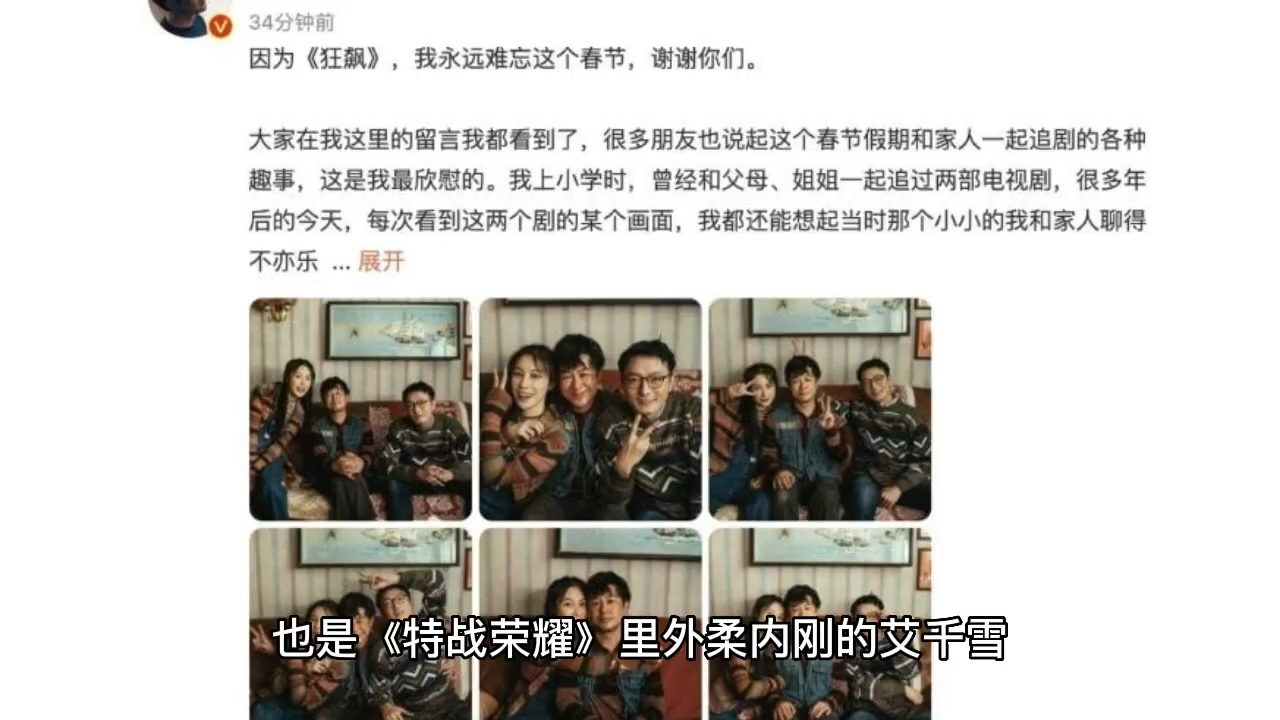 34分钟前
因为《狂飙》，我永远难忘这个春节，谢谢你们。
大家在我这里的留言我都看到了，很多朋友也说起这个春节假期和家人一起追剧的各种
趣事，这是我最欣慰的。我上小学时，曾经和父母、姐姐一起追过两部电视剧，很多年
后的今天，每次看到这两个剧的某个画面，我都还能想起当时那个小小的我和家人聊得
不亦乐 ... 展开
也是《特战荣耀》里外柔内刚的艾千雪